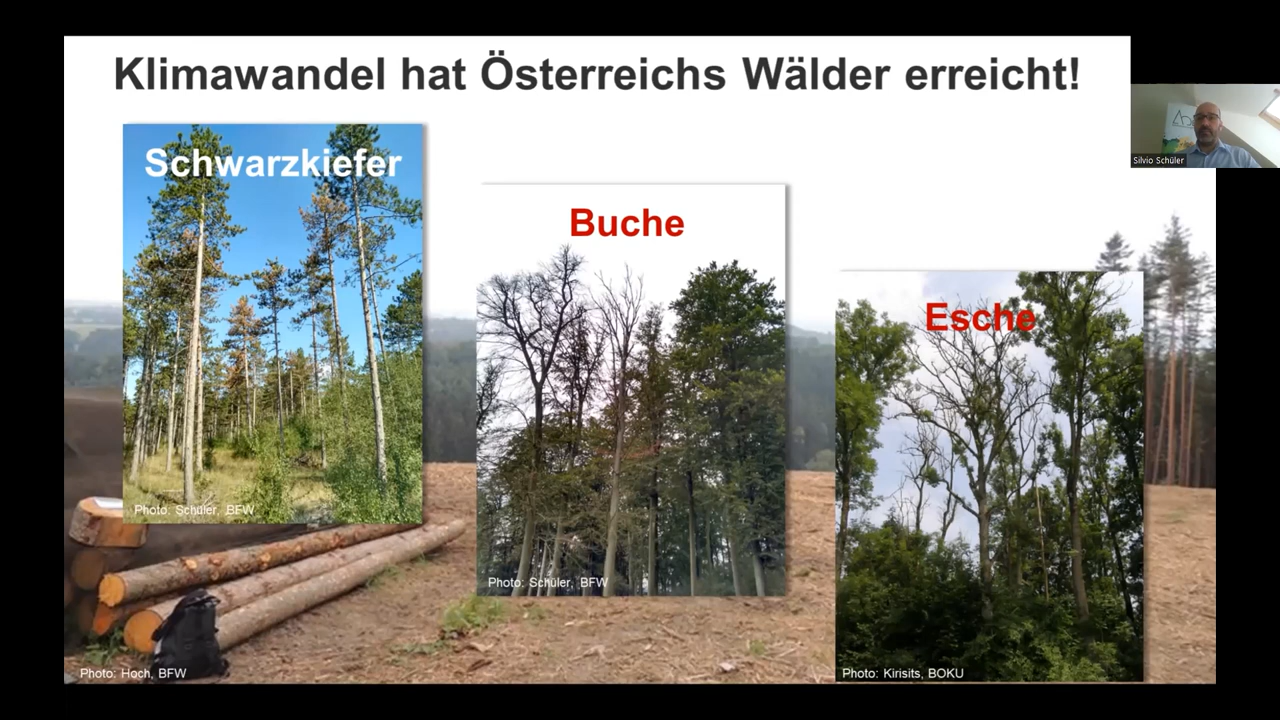 Klimawandel hat Österreichs Wälder erreicht!
Schwarzkiefer
Photo: Schüler, BFW
Buche
Photo: Schüler, BFW
Esche
Photo: Kirisits, BOKU
Photo: Hoch, BFW
Silvio Schüler